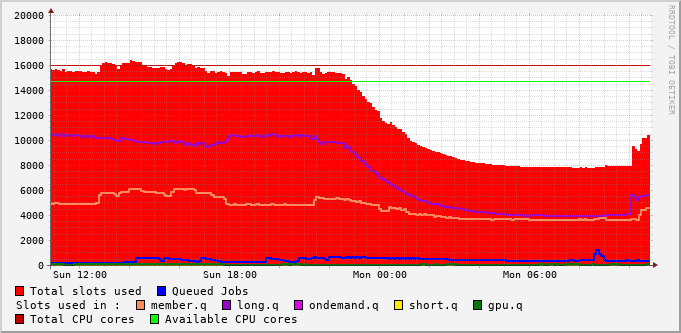 20000
18000
16000
14000
12000
10000
8000
6000
4000
2000
0
Sun 12:00 Sun 18:00 Mon 00:00 Mon 06:00
RRDTOOL / TOBI OETIKER
Total slots used Queued Jobs
Slots used in : member.q long.q ondemand.q short.q gpu.q
Total CPU cores Available CPU cores